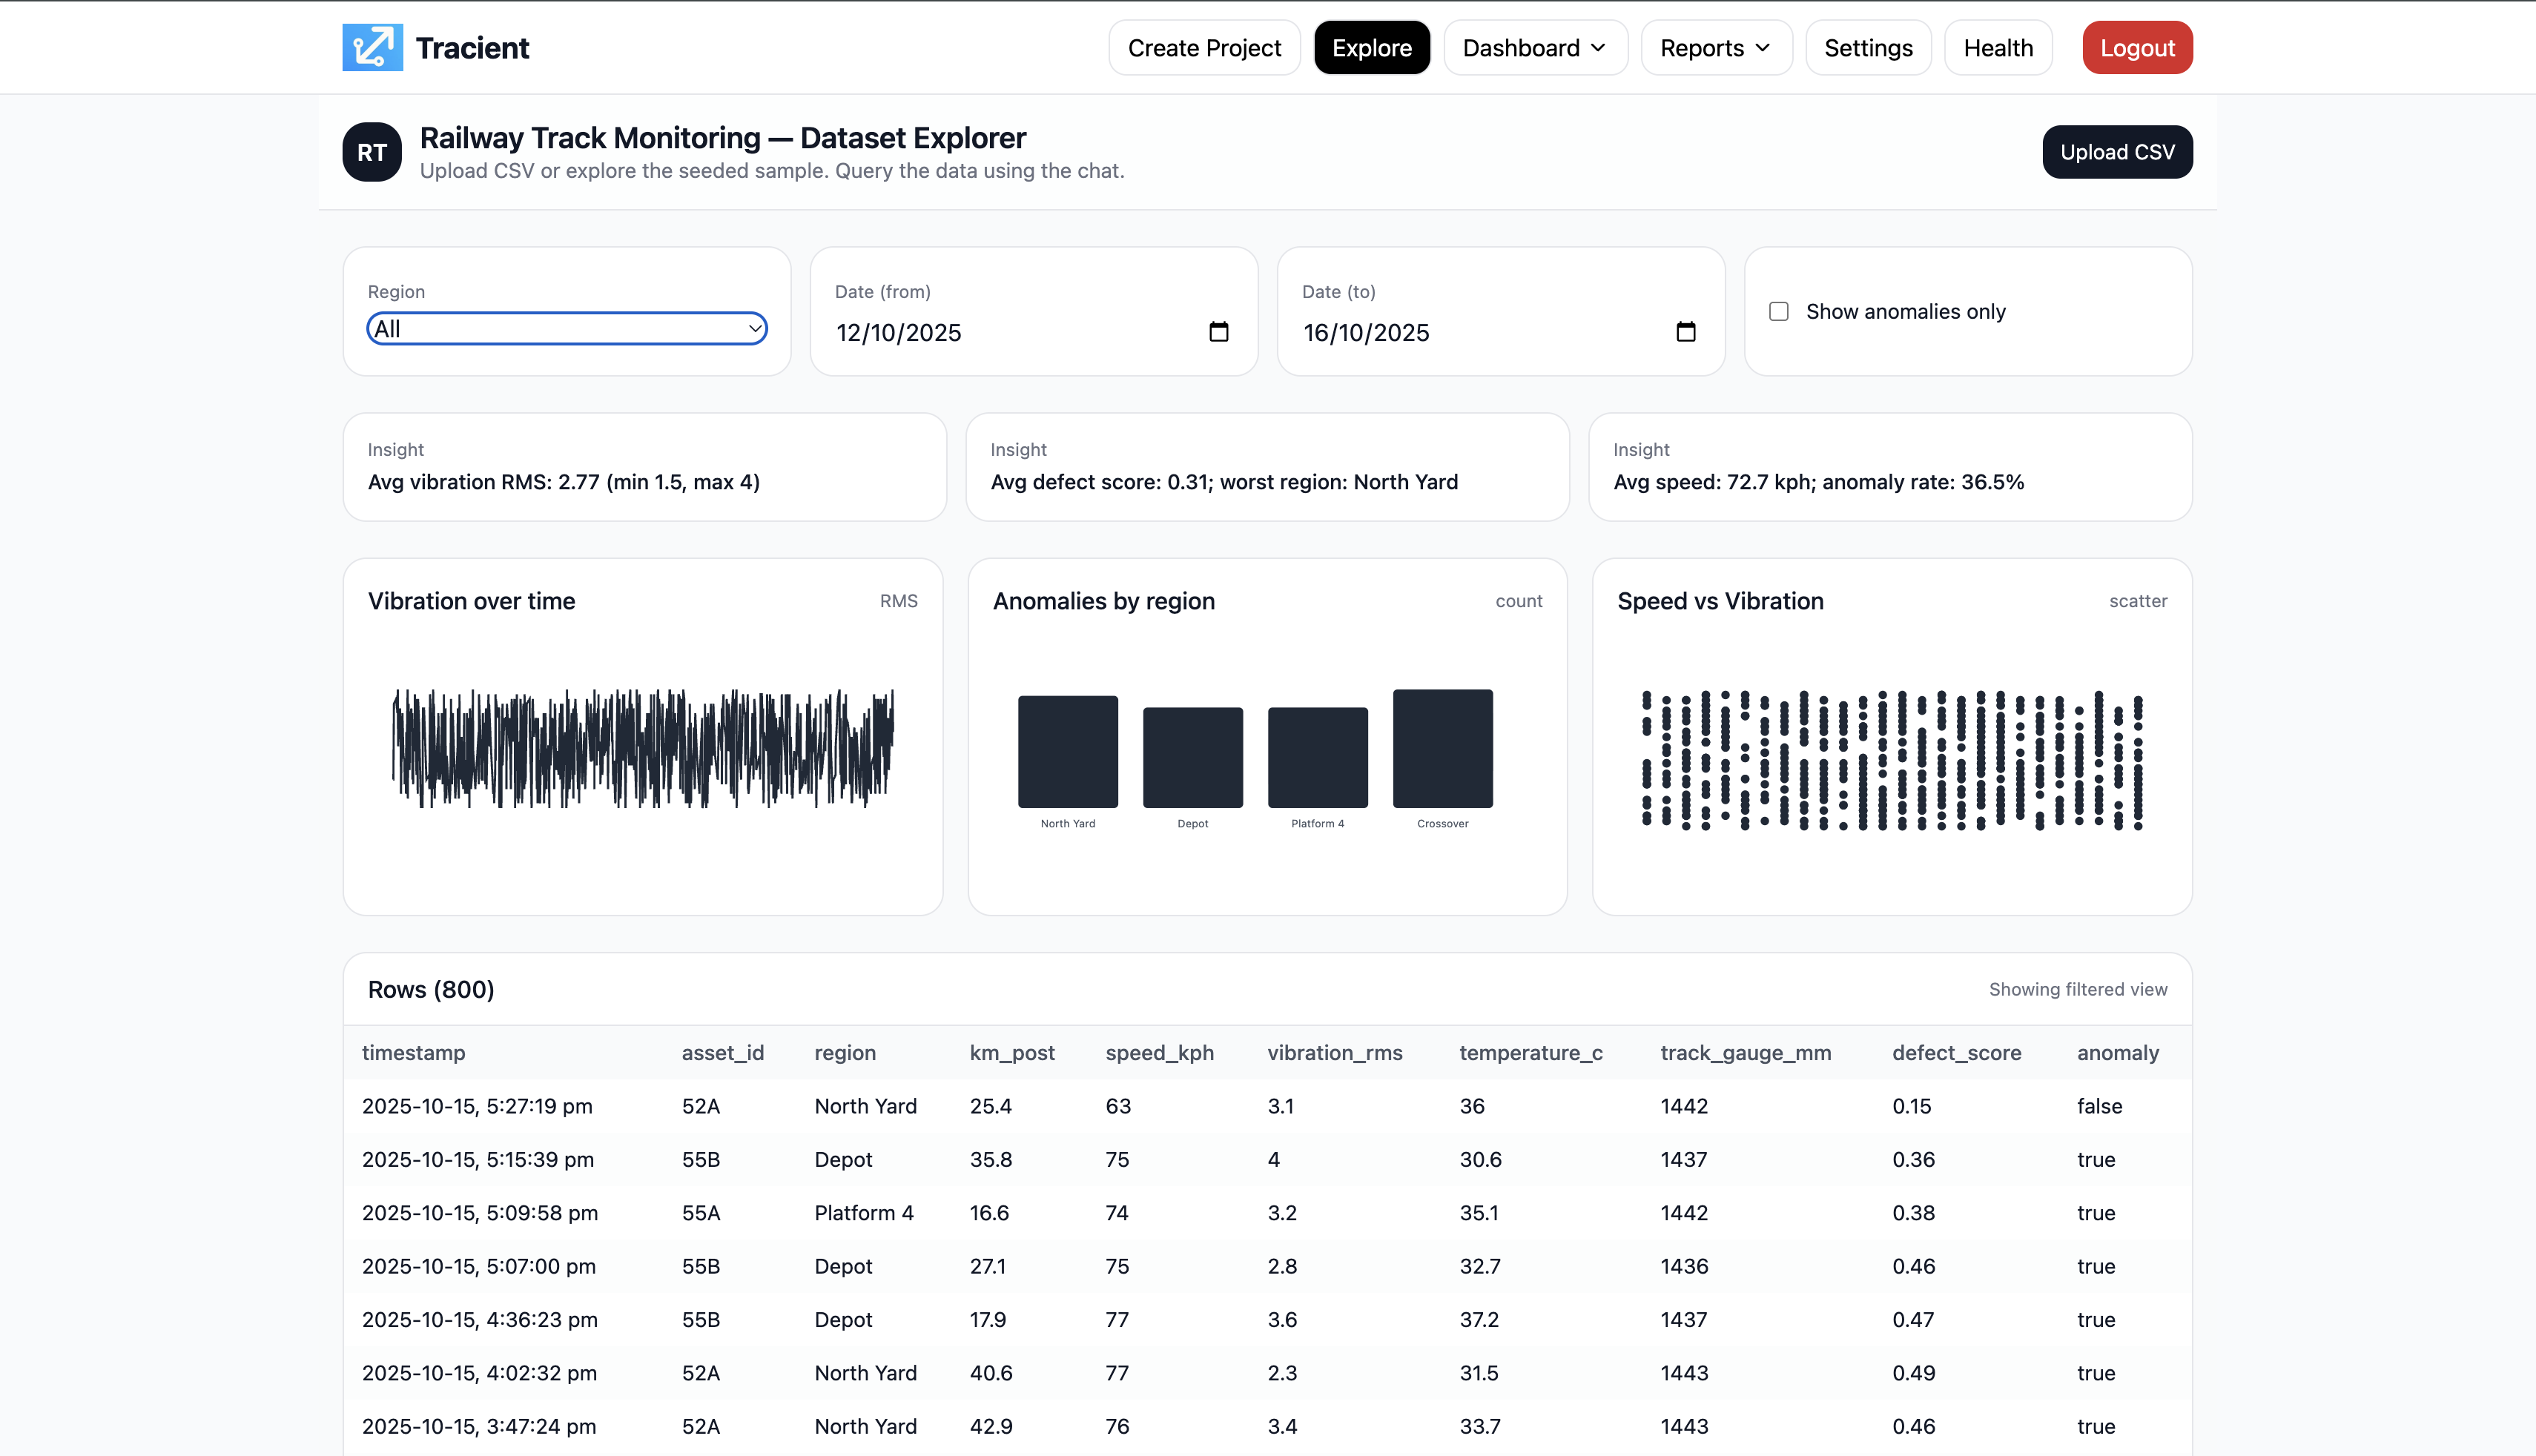 Tracient
Create Project
Explore
Dashboard
Reports
Settings
Health
Logout
RT
Railway Track Monitoring — Dataset Explorer
Upload CSV or explore the seeded sample. Query the data using the chat.
Upload CSV
Region
All
Date (from)
12/10/2025
Date (to)
16/10/2025
Show anomalies only
Insight
Avg vibration RMS: 2.77 (min 1.5, max 4)
Insight
Avg defect score: 0.31; worst region: North Yard
Insight
Avg speed: 72.7 kph; anomaly rate: 36.5%
Vibration over time
RMS
Anomalies by region
count
North Yard
Depot
Platform 4
Crossover
Speed vs Vibration
scatter
Rows (800)
Showing filtered view
timestamp asset_id region km_post speed_kph vibration_rms temperature_c track_gauge_mm defect_score anomaly
2025-10-15, 5:27:19 pm 52A North Yard 25.4 63 3.1 36 1442 0.15 false
2025-10-15, 5:15:39 pm 55B Depot 35.8 75 4 30.6 1437 0.36 true
2025-10-15, 5:09:58 pm 55A Platform 4 16.6 74 3.2 35.1 1442 0.38 true
2025-10-15, 5:07:00 pm 55B Depot 27.1 75 2.8 32.7 1436 0.46 true
2025-10-15, 4:36:23 pm 55B Depot 17.9 77 3.6 37.2 1437 0.47 true
2025-10-15, 4:02:32 pm 52A North Yard 40.6 77 2.3 31.5 1443 0.49 true
2025-10-15, 3:47:24 pm 52A North Yard 42.9 76 3.4 33.7 1443 0.46 true